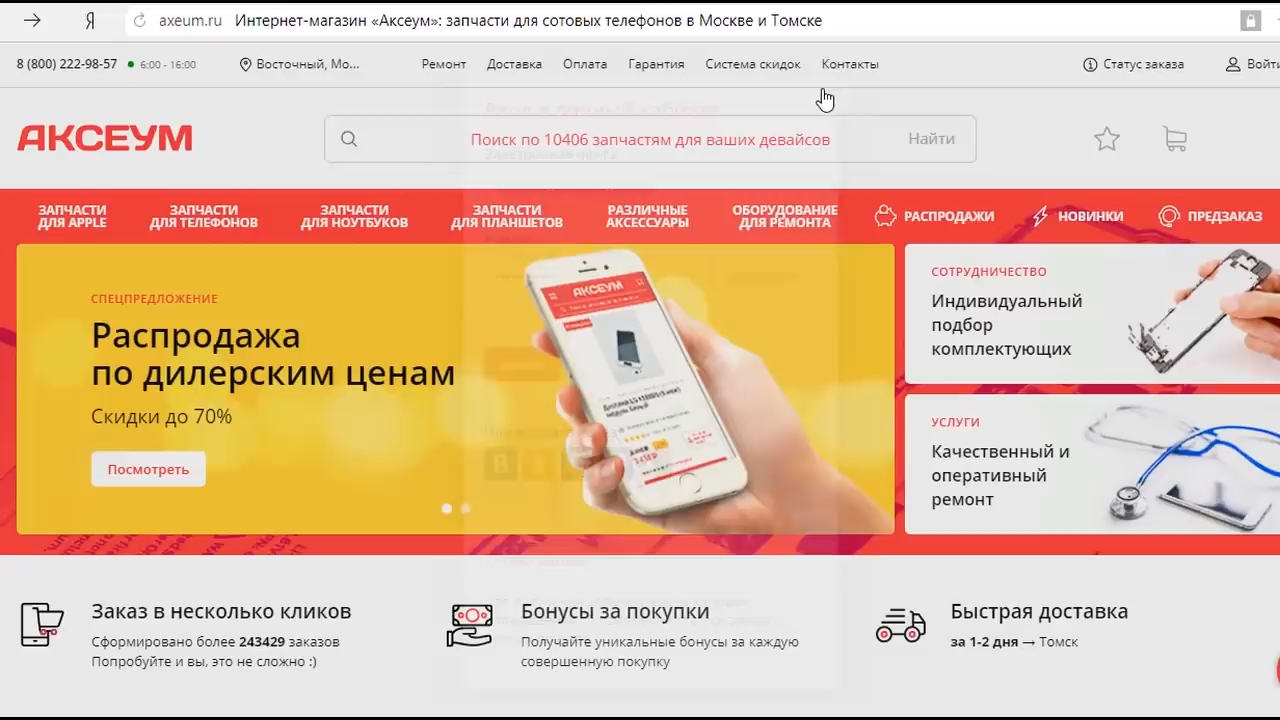 Я axeum.ru Интернет-магазин «Аксеум»: запчасти для сотовых телефонов в Москве и Томске
8 (800) 222-98-57 6:00 - 16:00 Восточный, Мо... Ремонт Доставка Оплата Гарантия Система скидок Контакты Статус заказа Войти
АКСЕУМ
Поиск по 10406 запчастям для ваших девайсов Найти
ЗАПЧАСТИ
ДЛЯ APPLE
ЗАПЧАСТИ
ДЛЯ ТЕЛЕФОНОВ
ЗАПЧАСТИ
ДЛЯ НОУТБУКОВ
ЗАПЧАСТИ
ДЛЯ ПЛАНШЕТОВ
РАЗЛИЧНЫЕ
АКСЕССУАРЫ
ОБОРУДОВАНИЕ
ДЛЯ РЕМОНТА
РАСПРОДАЖИ
НОВИНКИ
ПРЕДЗАКАЗ
СПЕЦПРЕДЛОЖЕНИЕ
Распродажа
по дилерским ценам
Скидки до 70%
Посмотреть
АКСЕУМ
СОТРУДНИЧЕСТВО
Индивидуальный
подбор
комплектующих
УСЛУГИ
Качественный и
оперативный
ремонт
Заказ в несколько кликов
Сформировано более 243429 заказов
Попробуйте и вы, это не сложно :)
Бонусы за покупки
Получайте уникальные бонусы за каждую
совершенную покупку
Быстрая доставка
за 1-2 дня → Томск